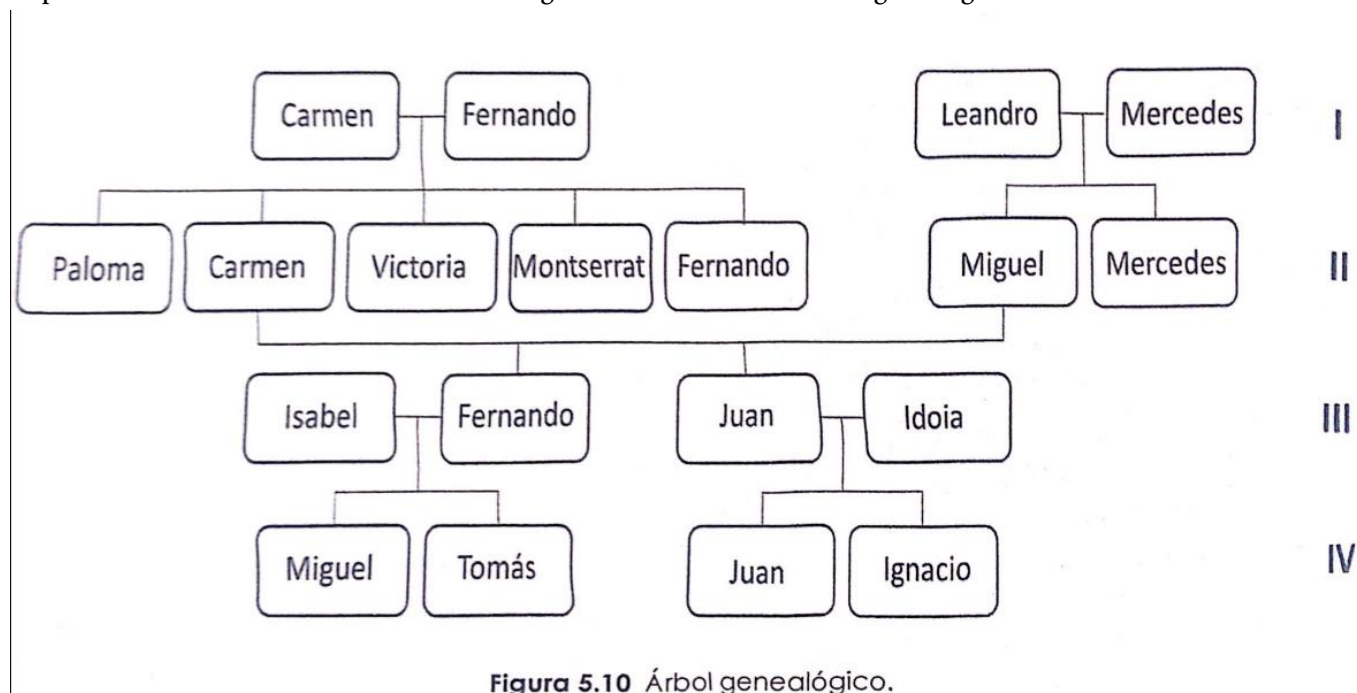 Carmen Fernando Leandro Mercedes I
Paloma Carmen Victoria Montserrat Fernando Miguel Mercedes II
Isabel Fernando Juan Idoia III
Miguel Tomás Juan Ignacio IV
Figura 5.10 Árbol genealógico.